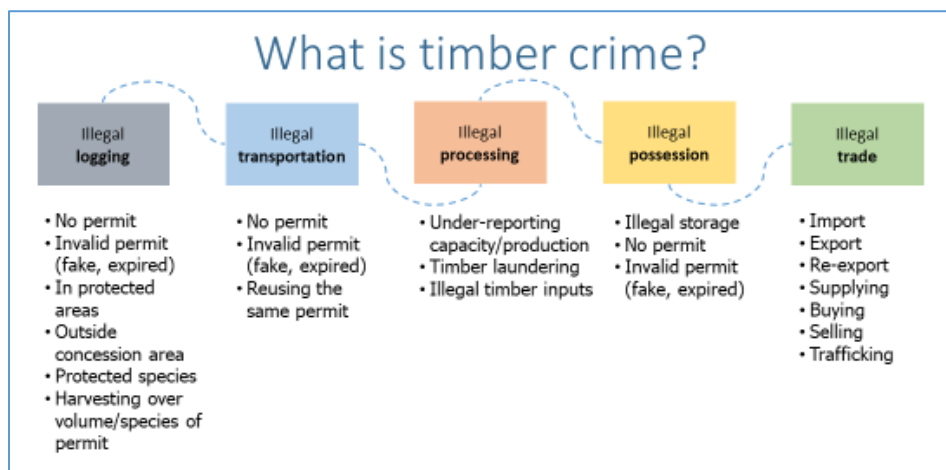 What is timber crime?
Illegal
logging
Illegal
transportation
Illegal
processing
Illegal
possession
Illegal
trade
• No permit
• Invalid permit
(fake, expired)
• In protected
areas
• Outside
concession area
• Protected species
• Harvesting over
volume/species of
permit
• No permit
• Invalid permit
(fake, expired)
• Reusing the
same permit
• Under-reporting
capacity/production
• Timber laundering
• Illegal timber inputs
• Illegal storage
• No permit
• Invalid permit
(fake, expired)
• Import
• Export
• Re-export
• Supplying
• Buying
• Selling
• Trafficking